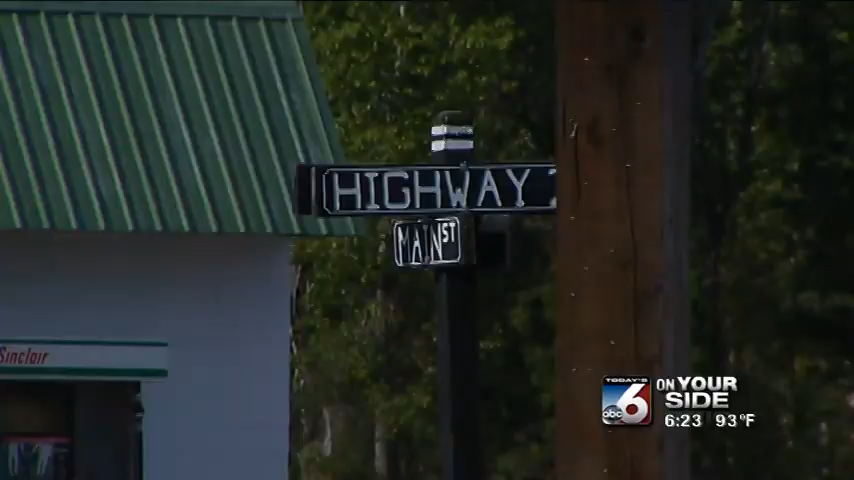 HIGHWAY
MAIN ST
Sinclair
TODAY'S
abc 6
ON YOUR
SIDE
6:23 93°F